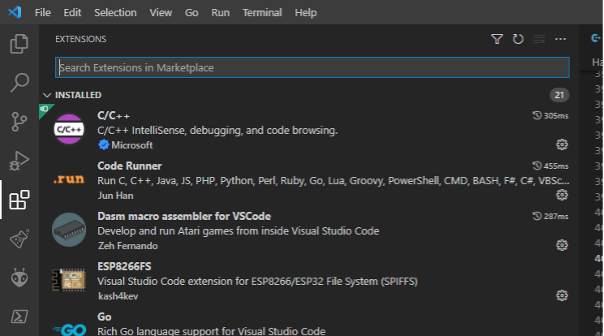 File Edit Selection View Go Run Terminal Help
EXTENSIONS
Search Extensions in Marketplace
INSTALLED 21
C/C++ 305ms
C/C++
C/C++ IntelliSense, debugging, and code browsing.
Microsoft
Code Runner 455ms
.run
Run C, C++, Java, JS, PHP, Python, Perl, Ruby, Go, Lua, Groovy, PowerShell, CMD, BASH, F#, C#, VBSc...
Jun Han
Dasm macro assembler for VSCode 287ms
Develop and run Atari games from inside Visual Studio Code
Zeh Fernando
ESP8266FS
Visual Studio Code extension for ESP8266/ESP32 File System (SPIFFS)
kash4kev
Go
GO
Rich Go language support for Visual Studio Code